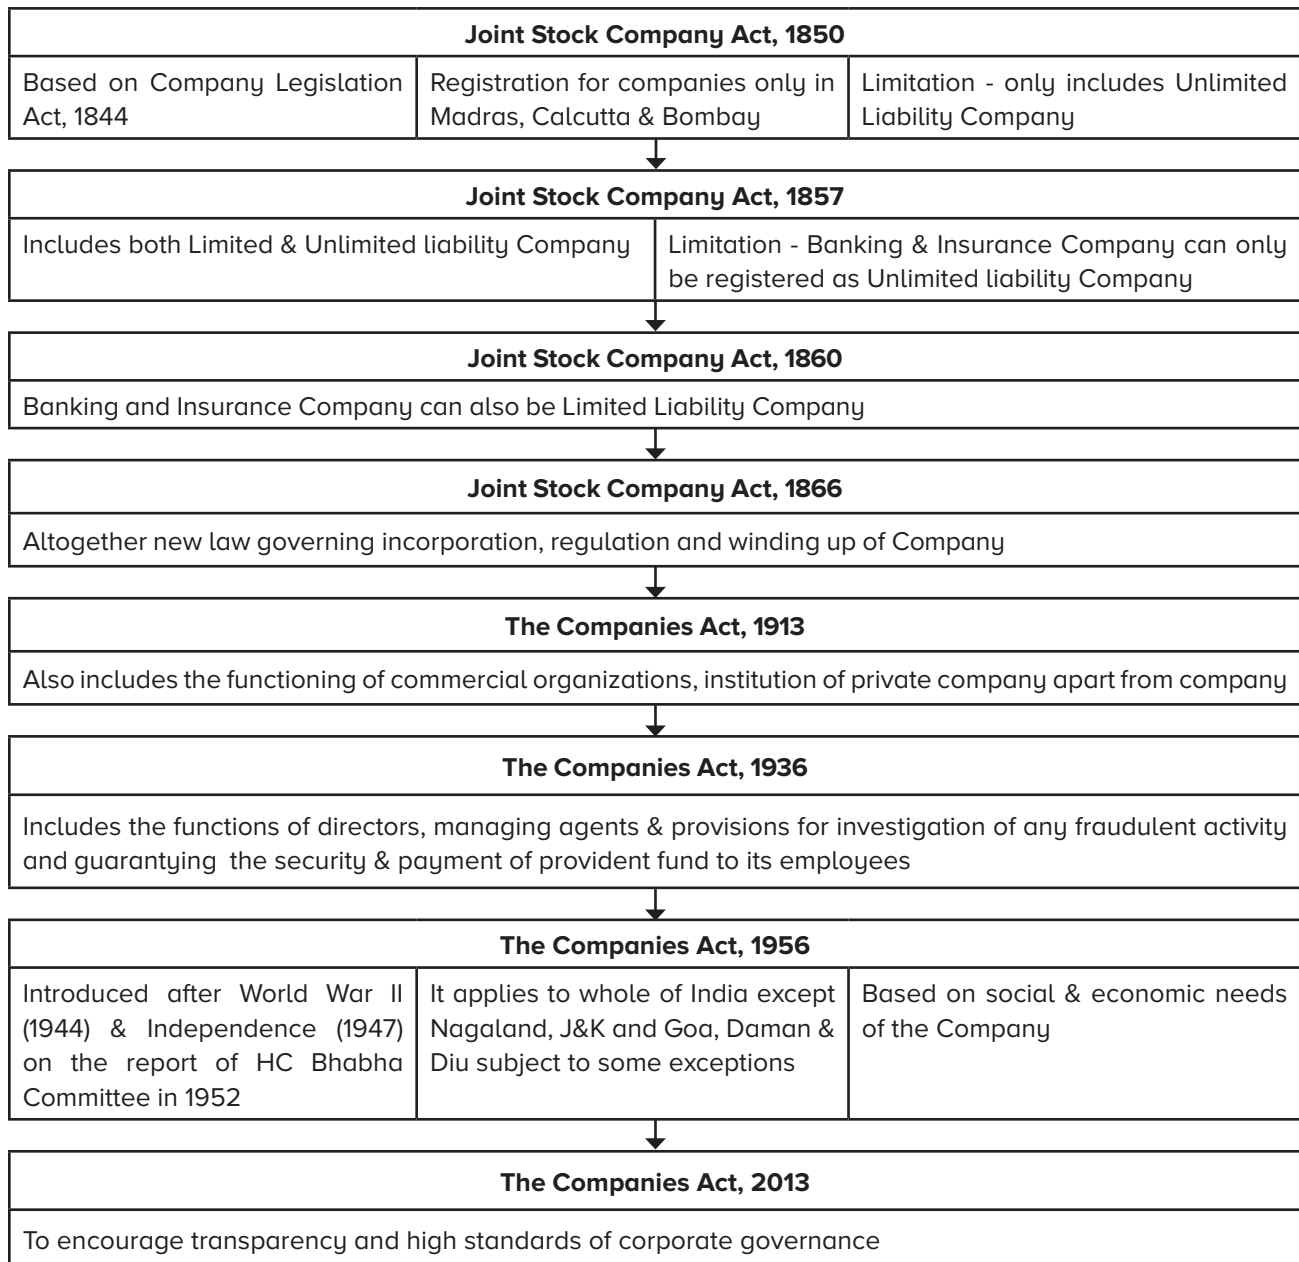 Joint Stock Company Act, 1850
Based on Company Legislation
Act, 1844
Registration for companies only in
Madras, Calcutta & Bombay
Limitation - only includes Unlimited
Liability Company
Joint Stock Company Act, 1857
Includes both Limited & Unlimited liability Company
Limitation - Banking & Insurance Company can only
be registered as Unlimited liability Company
Joint Stock Company Act, 1860
Banking and Insurance Company can also be Limited Liability Company
Joint Stock Company Act, 1866
Altogether new law governing incorporation, regulation and winding up of Company
The Companies Act, 1913
Also includes the functioning of commercial organizations, institution of private company apart from company
The Companies Act, 1936
Includes the functions of directors, managing agents & provisions for investigation of any fraudulent activity
and guarantying the security & payment of provident fund to its employees
The Companies Act, 1956
Introduced after World War II
(1944) & Independence (1947)
on the report of HC Bhabha
Committee in 1952
It applies to whole of India except
Nagaland, J&K and Goa, Daman &
Diu subject to some exceptions
Based on social & economic needs
of the Company
The Companies Act, 2013
To encourage transparency and high standards of corporate governance